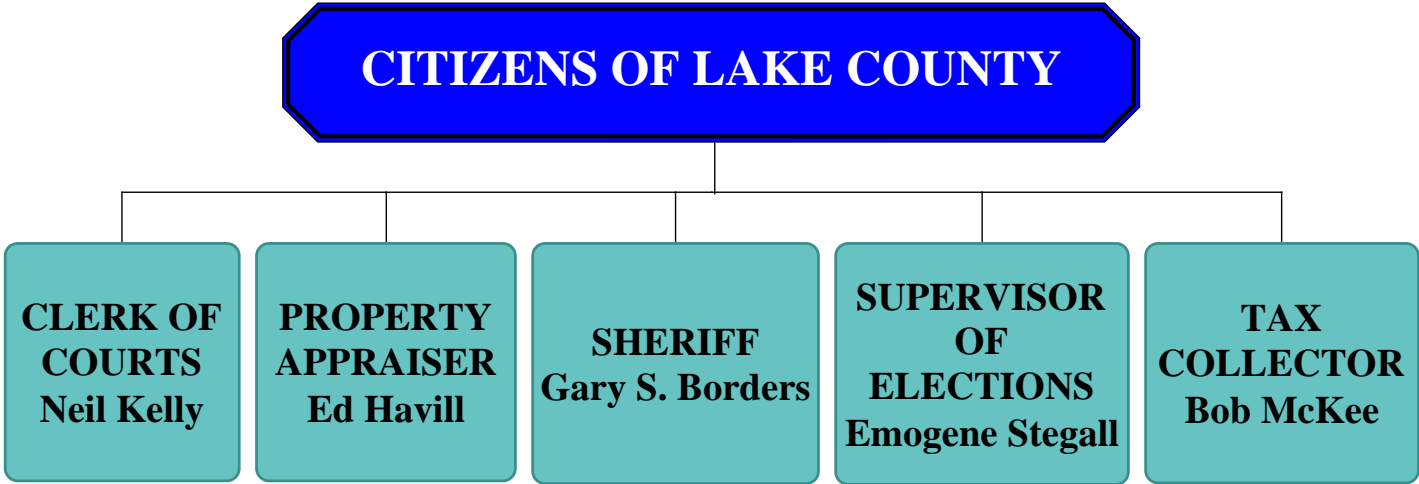 CITIZENS OF LAKE COUNTY
CLERK OF
COURTS
Neil Kelly
PROPERTY
APPRAISER
Ed Havill
SHERIFF
Gary S. Borders
SUPERVISOR
OF
ELECTIONS
Emogene Stegall
TAX
COLLECTOR
Bob McKee